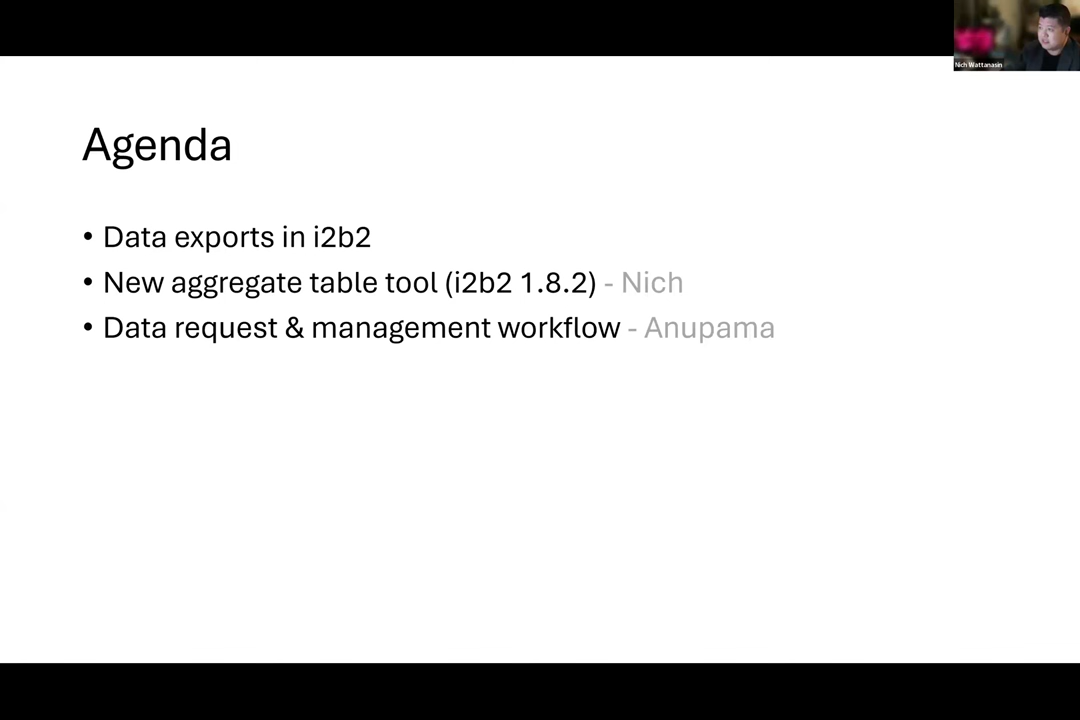 Nich Wattanasin
Agenda
• Data exports in i2b2
• New aggregate table tool (i2b2 1.8.2) - Nich
• Data request & management workflow - Anupama